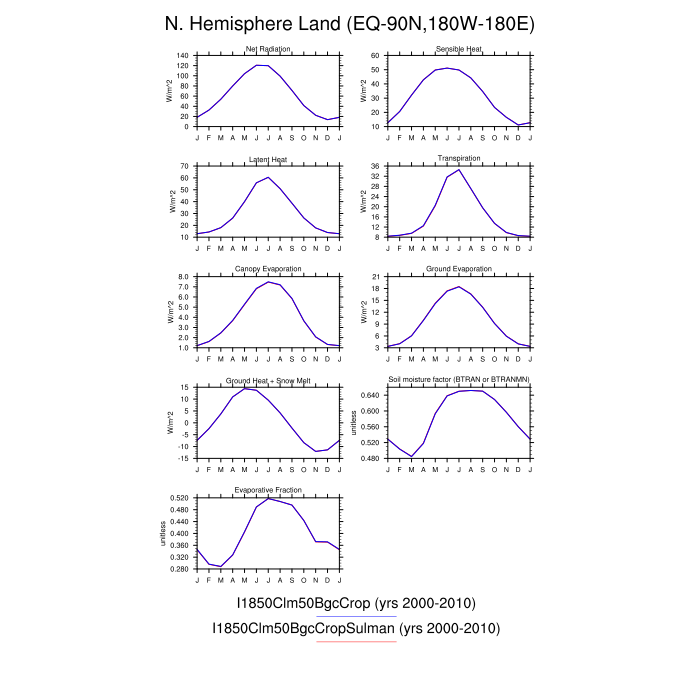 N. Hemisphere Land (EQ-90N,180W-180E)
Net Radiation
W/m^2
140
120
100
80
60
40
20
0
J F M A M J J A S O N D J
Sensible Heat
W/m^2
60
50
40
30
20
10
J F M A M J J A S O N D J
Latent Heat
W/m^2
70
60
50
40
30
20
10
J F M A M J J A S O N D J
Transpiration
W/m^2
36
32
28
24
20
16
12
8
J F M A M J J A S O N D J
Canopy Evaporation
W/m^2
8.0
7.0
6.0
5.0
4.0
3.0
2.0
1.0
J F M A M J J A S O N D J
Ground Evaporation
W/m^2
21
18
15
12
9
6
3
J F M A M J J A S O N D J
Ground Heat + Snow Melt
W/m^2
15
10
5
0
-5
-10
-15
J F M A M J J A S O N D J
Soil moisture factor (BTRAN or BTRANMN)
unitless
0.640
0.600
0.560
0.520
0.480
J F M A M J J A S O N D J
Evaporative Fraction
unitless
0.520
0.480
0.440
0.400
0.360
0.320
0.280
J F M A M J J A S O N D J
I1850Clm50BgcCrop (yrs 2000-2010)
I1850Clm50BgcCropSulman (yrs 2000-2010)